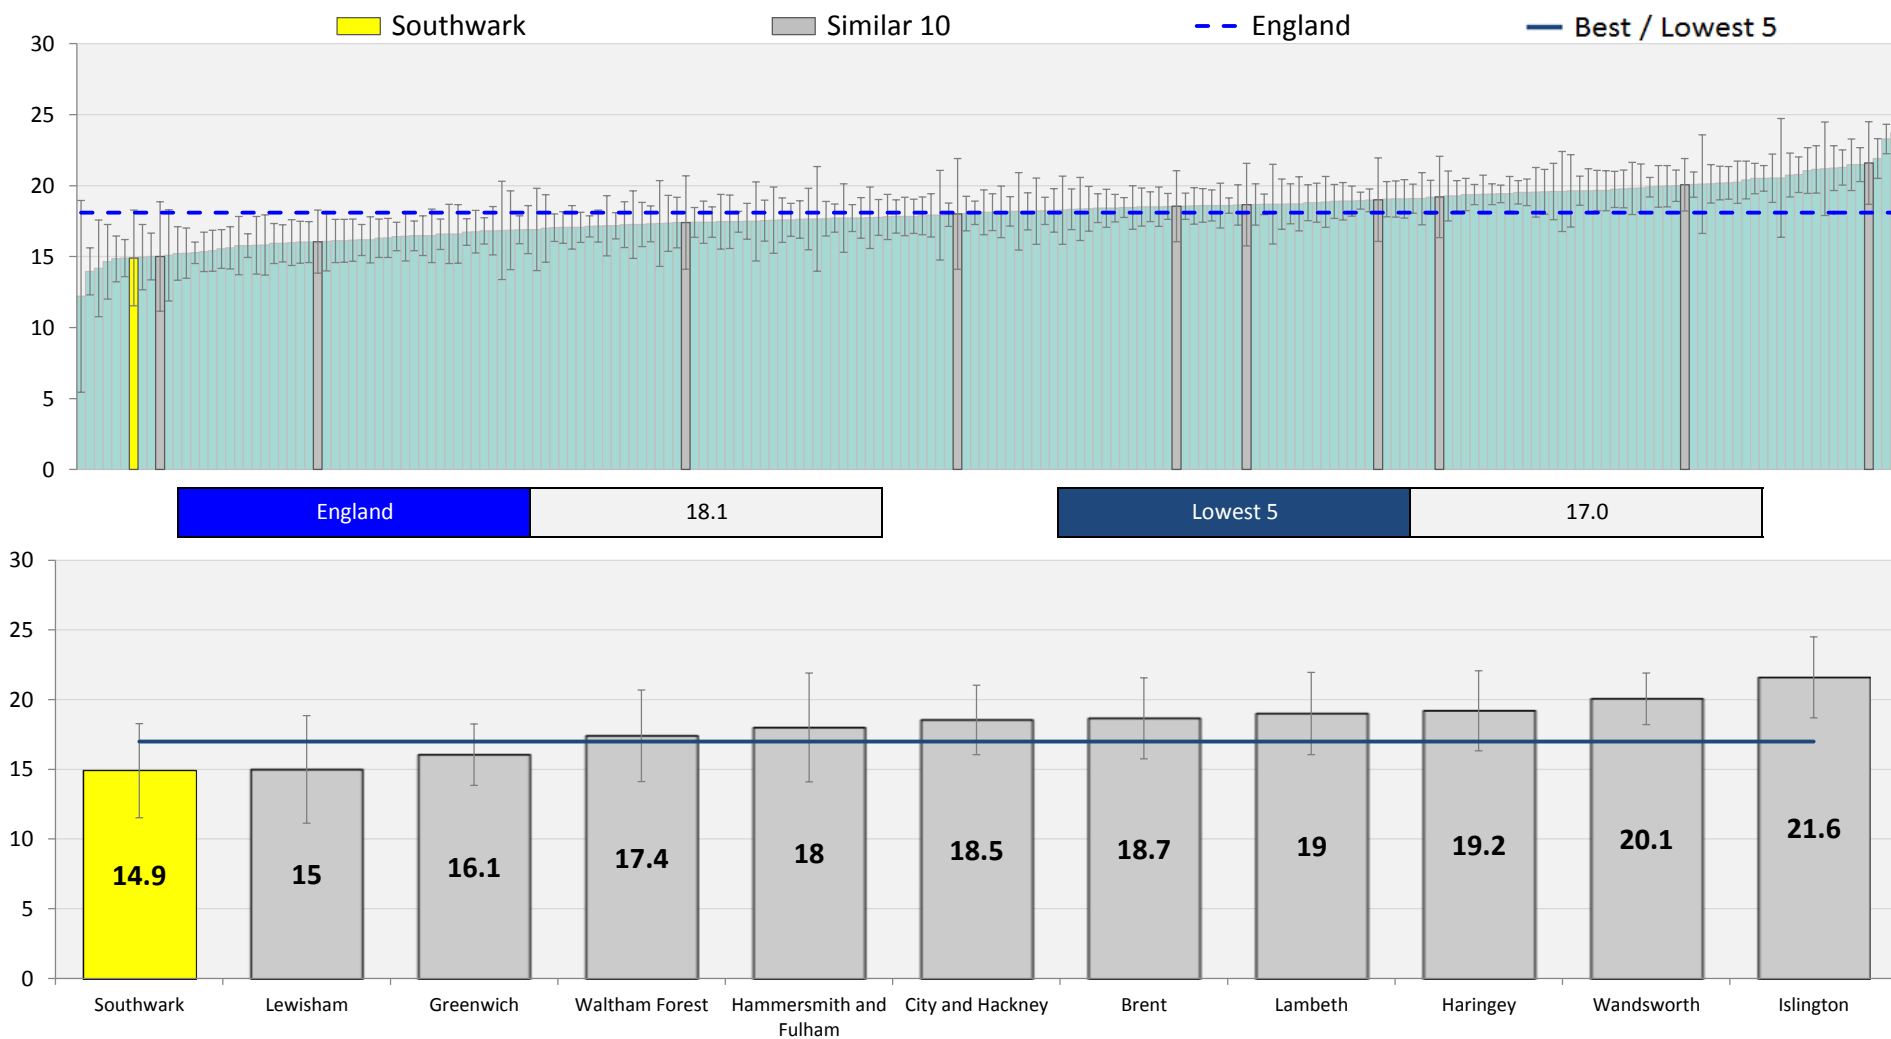 Southwark Similar 10 England Best / Lowest 5
30
25
20
15
10
5
0
England 18.1 Lowest 5 17.0
30
25
20
15
10
5
0
14.9 15 16.1 17.4 18 18.5 18.7 19 19.2 20.1 21.6
Southwark Lewisham Greenwich Waltham Forest Hammersmith and City and Hackney Brent Lambeth Haringey Wandsworth Islington
Fulham